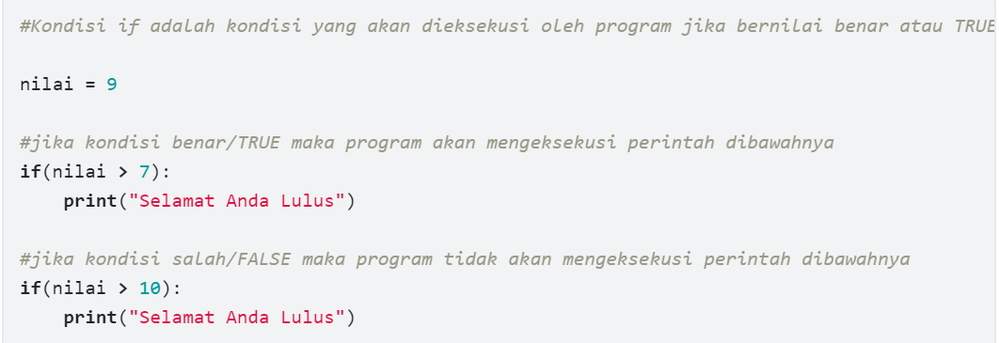 #Kondisi if adalah kondisi yang akan dieksekusi oleh program jika bernilai benar atau TRUE
nilai = 9
#jika kondisi benar/TRUE maka program akan mengeksekusi perintah dibawahnya
if(nilai > 7):
    print("Selamat Anda Lulus")
#jika kondisi salah/FALSE maka program tidak akan mengeksekusi perintah dibawahnya
if(nilai > 10):
    print("Selamat Anda Lulus")